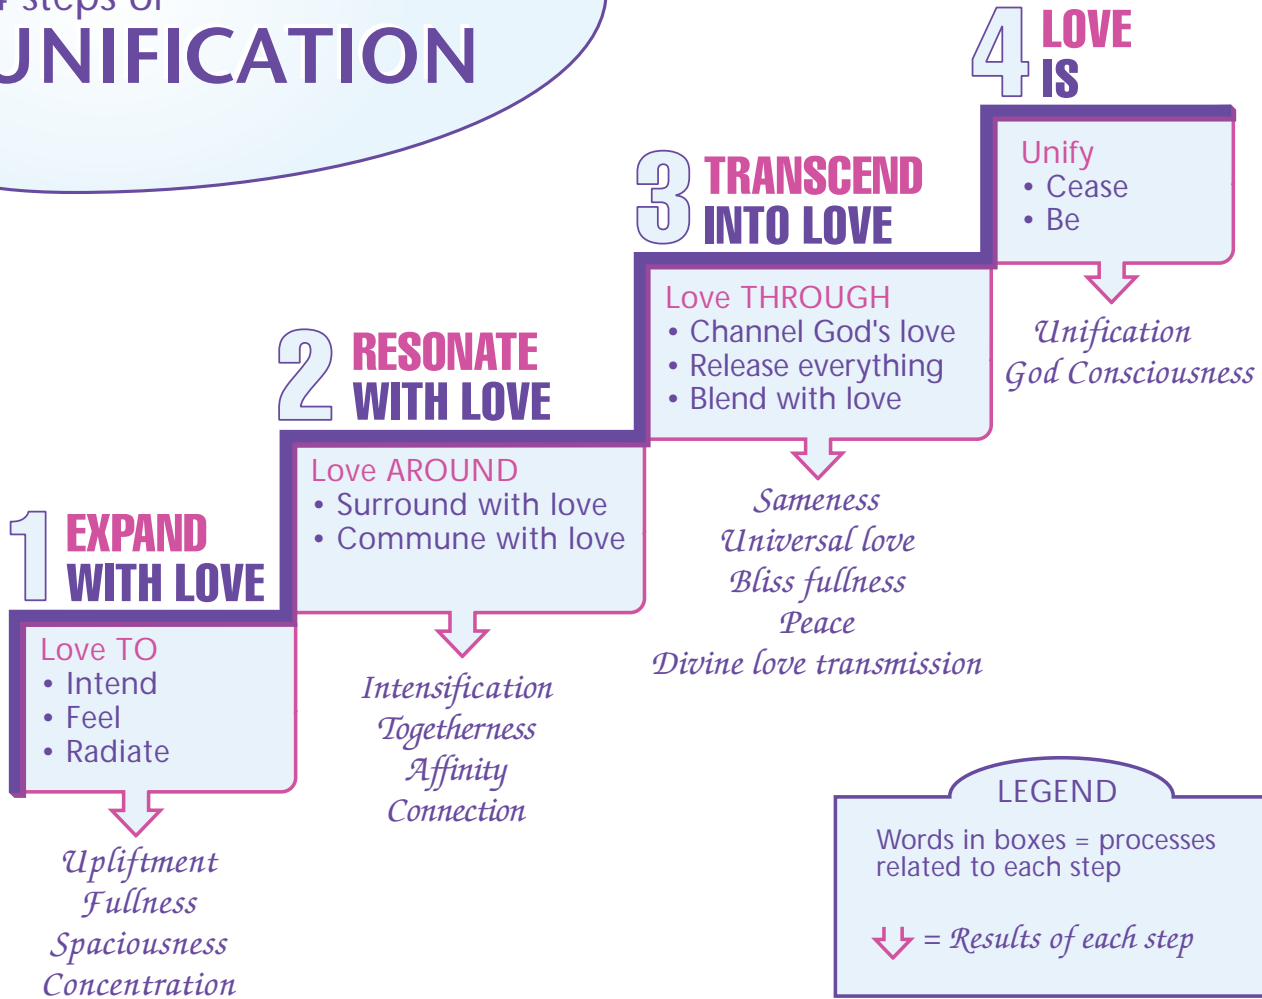 4 steps of
UNIFICATION
1 EXPAND
WITH LOVE
Love TO
• Intend
• Feel
• Radiate
Upliftment
Fullness
Spaciousness
Concentration
2 RESONATE
WITH LOVE
Love AROUND
• Surround with love
• Commune with love
Intensification
Togetherness
Affinity
Connection
3 TRANSCEND
INTO LOVE
Love THROUGH
• Channel God's love
• Release everything
• Blend with love
Sameness
Universal love
Bliss fullness
Peace
Divine love transmission
4 LOVE
IS
Unify
• Cease
• Be
Unification
God Consciousness
LEGEND
Words in boxes = processes
related to each step
= Results of each step